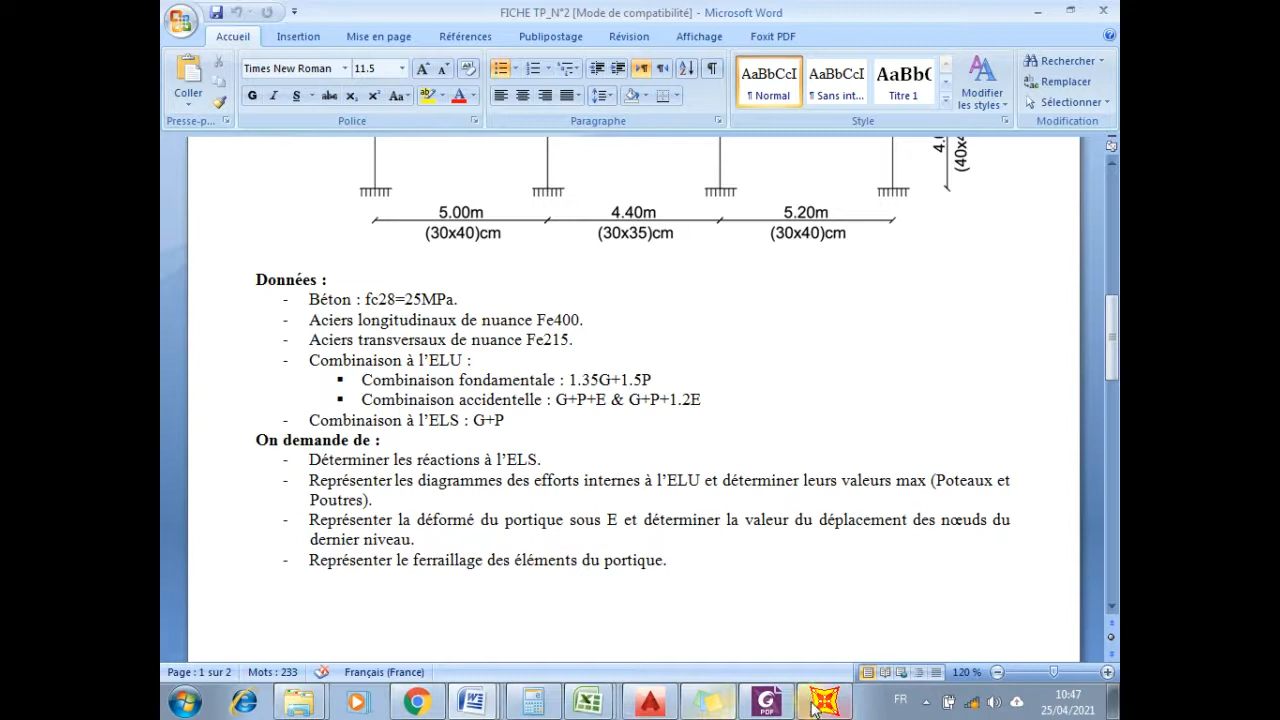 FICHE TP_N°2 [Mode de compatibilité] - Microsoft Word
Accueil Insertion Mise en page Références Publipostage Révision Affichage Foxit PDF
Coller
Presse-p...
Times New Roman 11.5
G I S abc X₂ X² Aa
Police
Paragraphe
AaBbCcI AaBbCcI AaBbC
¶ Normal ¶ Sans int... Titre 1
Modifier les styles
Style
Rechercher
Remplacer
Sélectionner
Modification
(40x4
5.00m 4.40m 5.20m
(30x40)cm (30x35)cm (30x40)cm
Données :
- Béton : fc28=25MPa.
- Aciers longitudinaux de nuance Fe400.
- Aciers transversaux de nuance Fe215.
- Combinaison à l’ELU :
▪ Combinaison fondamentale : 1.35G+1.5P
▪ Combinaison accidentelle : G+P+E & G+P+1.2E
- Combinaison à l’ELS : G+P
On demande de :
- Déterminer les réactions à l’ELS.
- Représenter les diagrammes des efforts internes à l’ELU et déterminer leurs valeurs max (Poteaux et
Poutres).
- Représenter la déformé du portique sous E et déterminer la valeur du déplacement des nœuds du
dernier niveau.
- Représenter le ferraillage des éléments du portique.
Page : 1 sur 2 Mots : 233 Français (France) 120 %
FR 10:47
25/04/2021